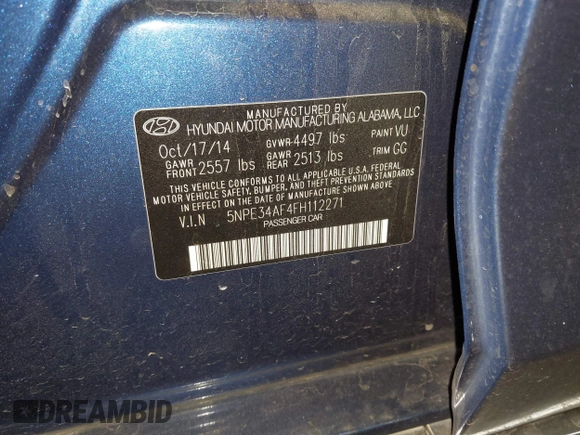 MANUFACTURED BY
HYUNDAI MOTOR MANUFACTURING ALABAMA, LLC
Oct/17/14 GVWR 4497 lbs PAINT VU
GAWR FRONT 2557 lbs GAWR REAR 2513 lbs TRIM GG
THIS VEHICLE CONFORMS TO ALL APPLICABLE U.S.A. FEDERAL
MOTOR VEHICLE SAFETY, BUMPER, AND THEFT PREVENTION STANDARDS
IN EFFECT ON THE DATE OF MANUFACTURE SHOWN ABOVE.
V.I.N 5NPE34AF4FH112271
PASSENGER CAR
DREAMBID